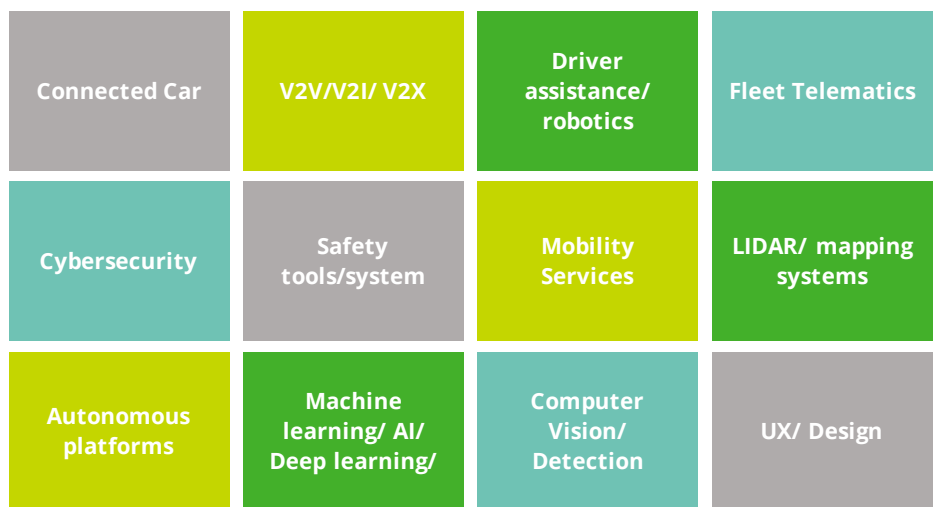 Connected Car
V2V/V2I/ V2X
Driver
assistance/
robotics
Fleet Telematics
Cybersecurity
Safety
tools/system
Mobility
Services
LIDAR/ mapping
systems
Autonomous
platforms
Machine
learning/ AI/
Deep learning/
Computer
Vision/
Detection
UX/ Design